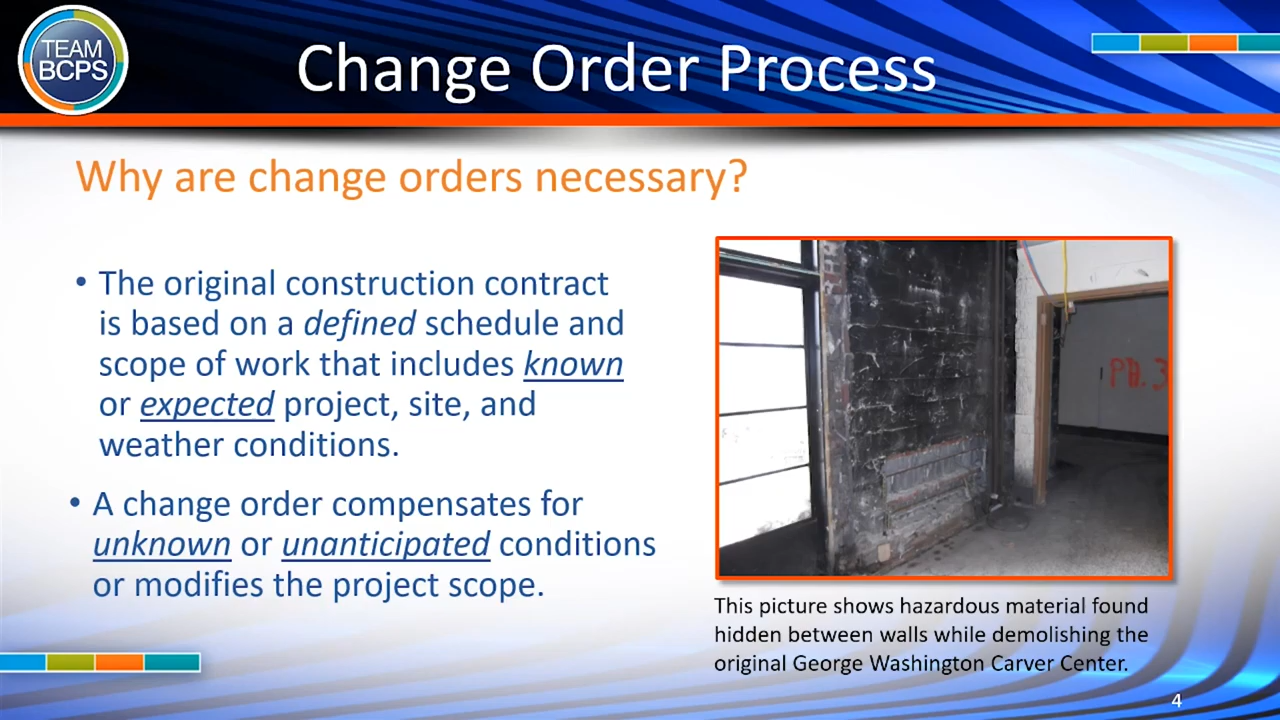 TEAM
BCPS
Change Order Process
Why are change orders necessary?
• The original construction contract
is based on a defined schedule and
scope of work that includes known
or expected project, site, and
weather conditions.
• A change order compensates for
unknown or unanticipated conditions
or modifies the project scope.
PH.3
This picture shows hazardous material found
hidden between walls while demolishing the
original George Washington Carver Center.
4